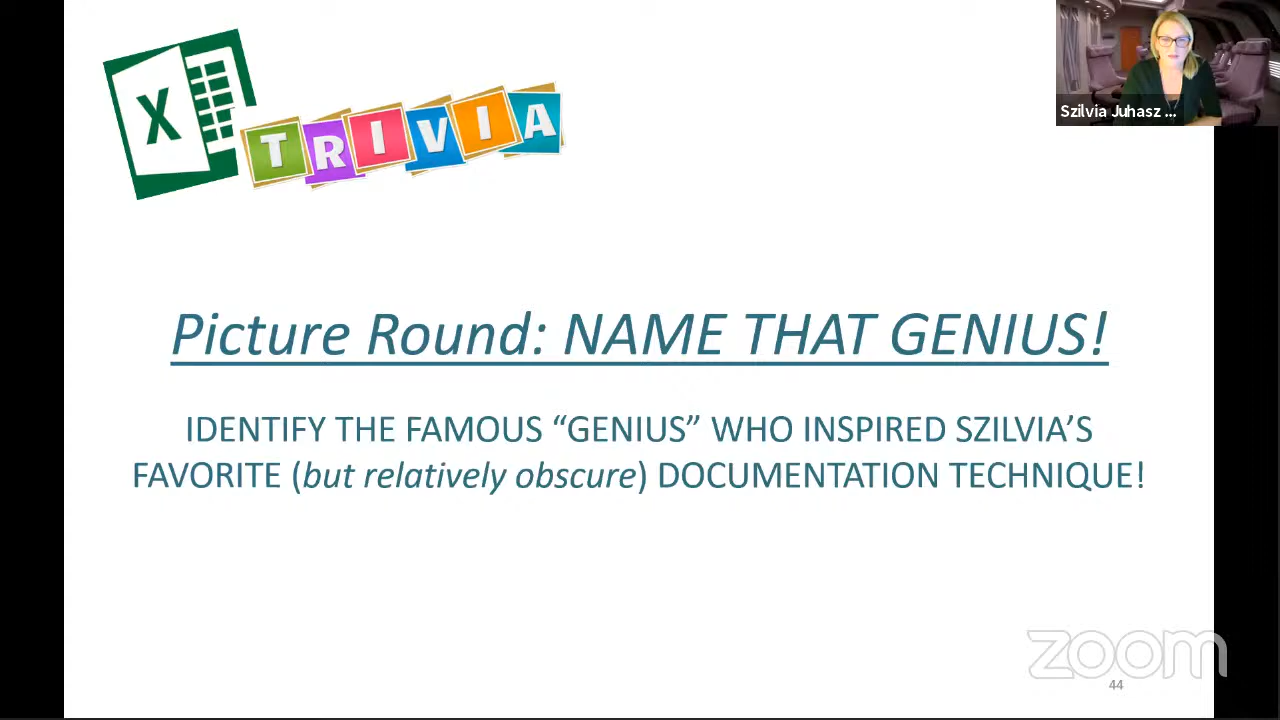 X
TRIVIA
Szilvia Juhasz ...
Picture Round: NAME THAT GENIUS!
IDENTIFY THE FAMOUS “GENIUS” WHO INSPIRED SZILVIA’S
FAVORITE (but relatively obscure) DOCUMENTATION TECHNIQUE!
zoom
44